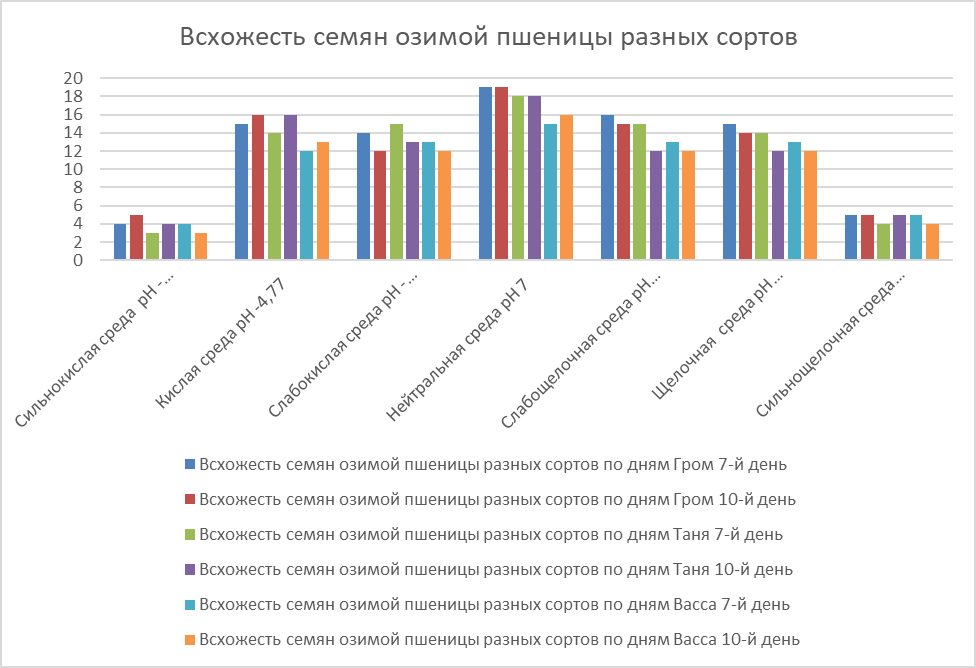 Всхожесть семян озимой пшеницы разных сортов
20
18
16
14
12
10
8
6
4
2
0
Сильнокислая среда pH -...
Кислая среда pH -4,77
Слабокислая среда pH -...
Нейтральная среда pH 7
Слабощелочная среда pH...
Щелочная среда pH...
Сильнощелочная среда...
Всхожесть семян озимой пшеницы разных сортов по дням Гром 7-й день
Всхожесть семян озимой пшеницы разных сортов по дням Гром 10-й день
Всхожесть семян озимой пшеницы разных сортов по дням Таня 7-й день
Всхожесть семян озимой пшеницы разных сортов по дням Таня 10-й день
Всхожесть семян озимой пшеницы разных сортов по дням Васса 7-й день
Всхожесть семян озимой пшеницы разных сортов по дням Васса 10-й день